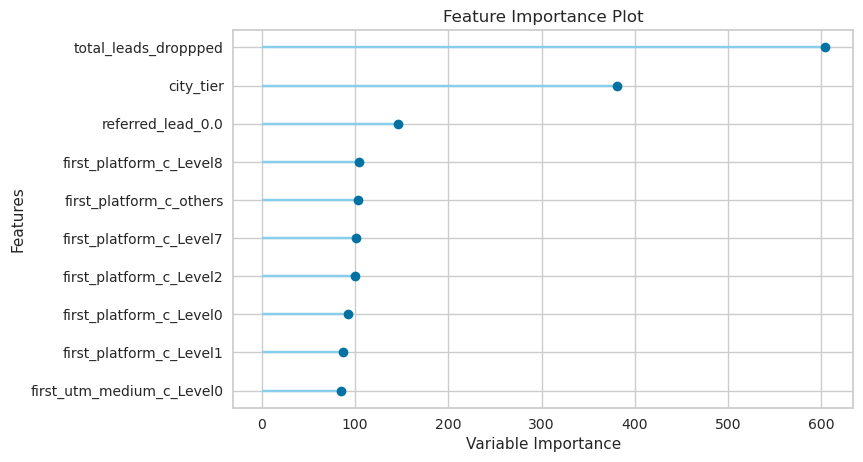 Feature Importance Plot
total_leads_droppped
city_tier
referred_lead_0.0
first_platform_c_Level8
first_platform_c_others
first_platform_c_Level7
first_platform_c_Level2
first_platform_c_Level0
first_platform_c_Level1
first_utm_medium_c_Level0
Features
0 100 200 300 400 500 600
Variable Importance